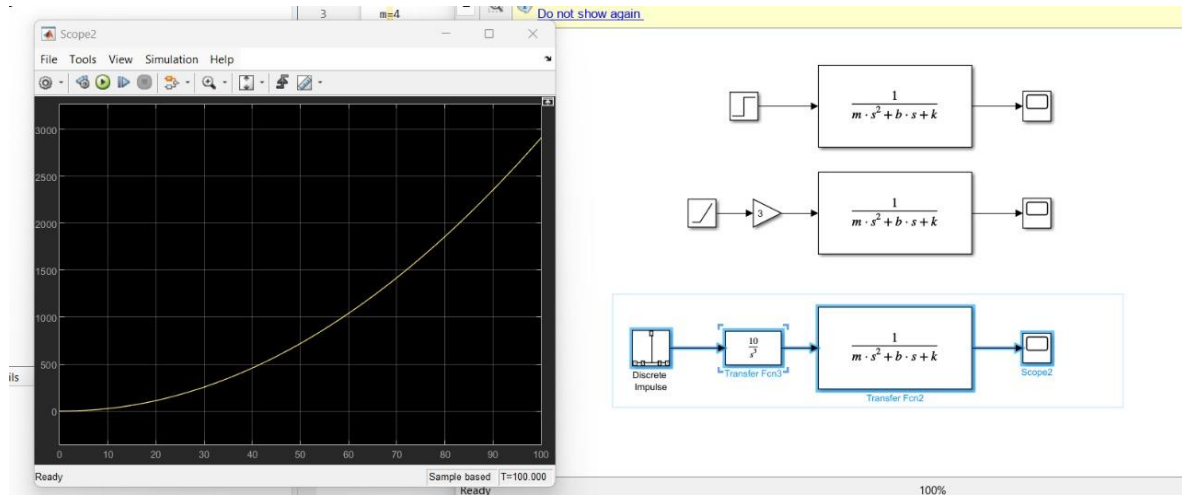 3 m=4
Do not show again
Scope2
File Tools View Simulation Help
3000
2500
2000
1500
1000
500
0
0 10 20 30 40 50 60 70 80 90 100
Ready Sample based T=100.000
ils
1
m · s² + b · s + k
3
1
m · s² + b · s + k
10
s³
1
m · s² + b · s + k
Discrete
Impulse
Transfer Fcn3
Transfer Fcn2
Scope2
Ready 100%